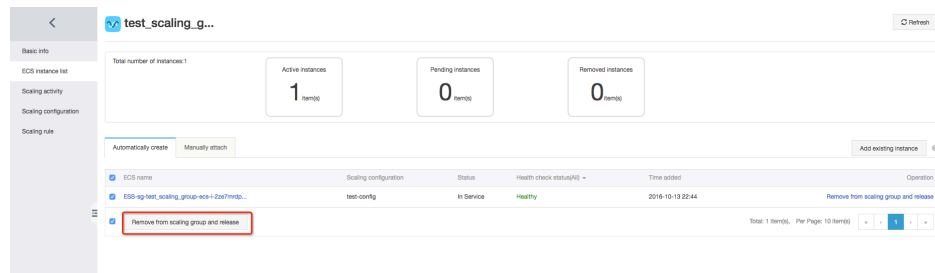 test_scaling_g...
Refresh
Basic info
ECS instance list
Scaling activity
Scaling configuration
Scaling rule
Total number of instances:1
Active instances
1 item(s)
Pending instances
0 item(s)
Removed instances
0 item(s)
Automatically create
Manually attach
Add existing instance
ECS name Scaling configuration Status Health check status(All) Time added Operation
ESS-sg-test_scaling_group-ecs-i-2ze7mrdp... test-config In Service Healthy 2016-10-13 22:44 Remove from scaling group and release
Remove from scaling group and release Total: 1 item(s), Per Page: 10 item(s) « ‹ 1 › »